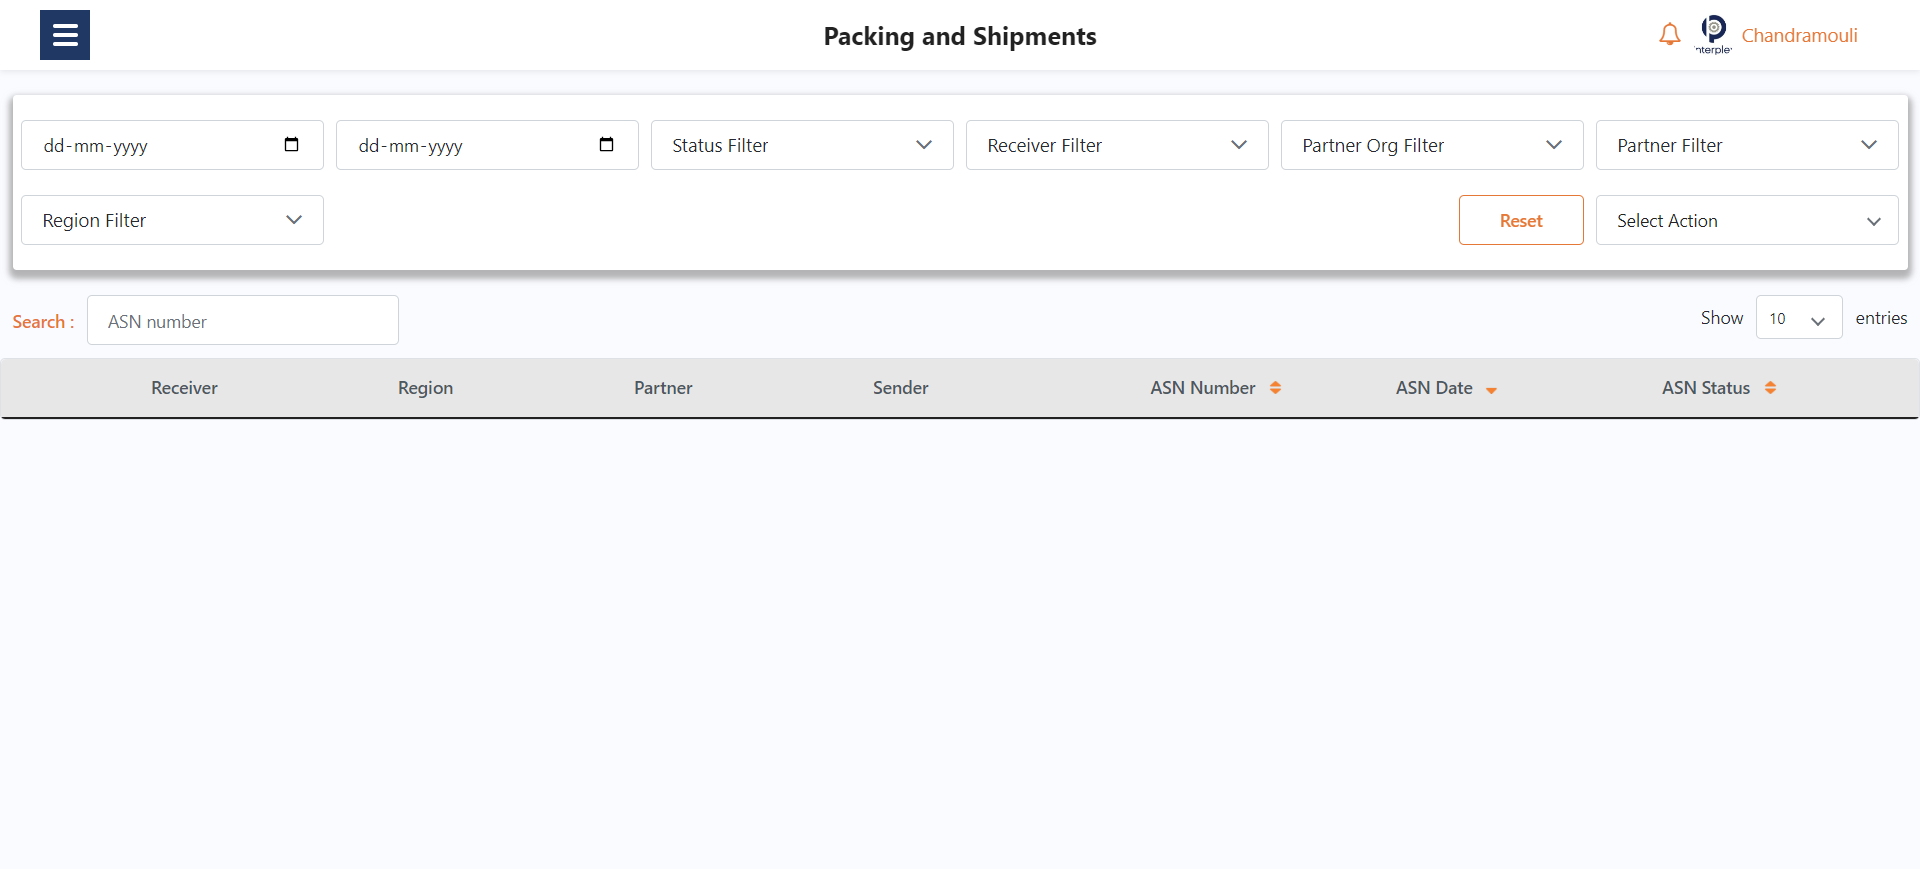 Packing and Shipments
Chandramouli
dd-mm-yyyy
dd-mm-yyyy
Status Filter
Receiver Filter
Partner Org Filter
Partner Filter
Region Filter
Reset
Select Action
Search :
ASN number
Show 10 entries
Receiver Region Partner Sender ASN Number ASN Date ASN Status